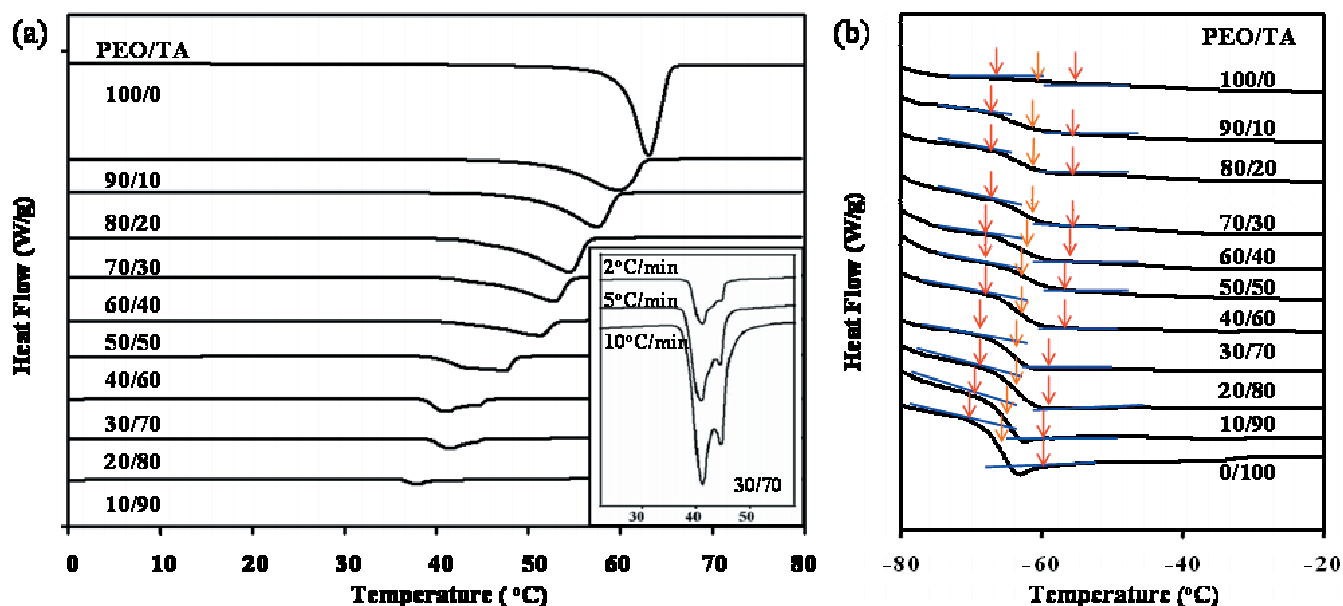 (a)
PEO/TA
100/0
90/10
80/20
70/30
60/40
50/50
40/60
30/70
20/80
10/90
2°C/min
5°C/min
10°C/min
30/70
30 40 50
Heat Flow (W/g)
0 10 20 30 40 50 60 70 80
Temperature ( °C)
(b)
PEO/TA
100/0
90/10
80/20
70/30
60/40
50/50
40/60
30/70
20/80
10/90
0/100
Heat Flow (W/g)
-80 -60 -40 -20
Temperature (°C)